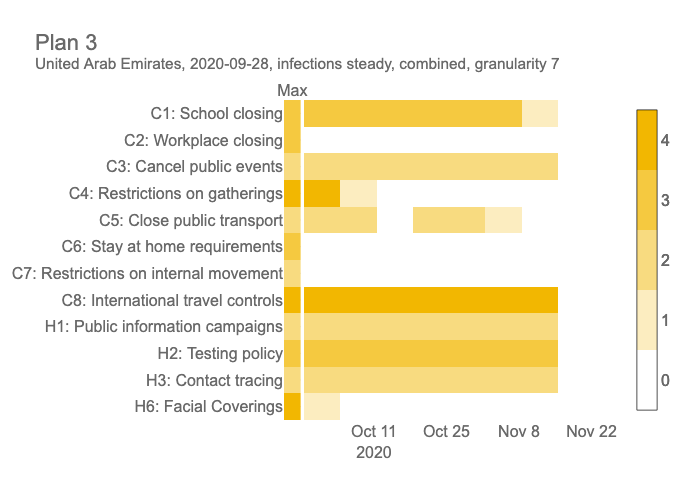 Plan 3
United Arab Emirates, 2020-09-28, infections steady, combined, granularity 7
Max
C1: School closing
C2: Workplace closing
C3: Cancel public events
C4: Restrictions on gatherings
C5: Close public transport
C6: Stay at home requirements
C7: Restrictions on internal movement
C8: International travel controls
H1: Public information campaigns
H2: Testing policy
H3: Contact tracing
H6: Facial Coverings
4
3
2
1
0
Oct 11 Oct 25 Nov 8 Nov 22
2020